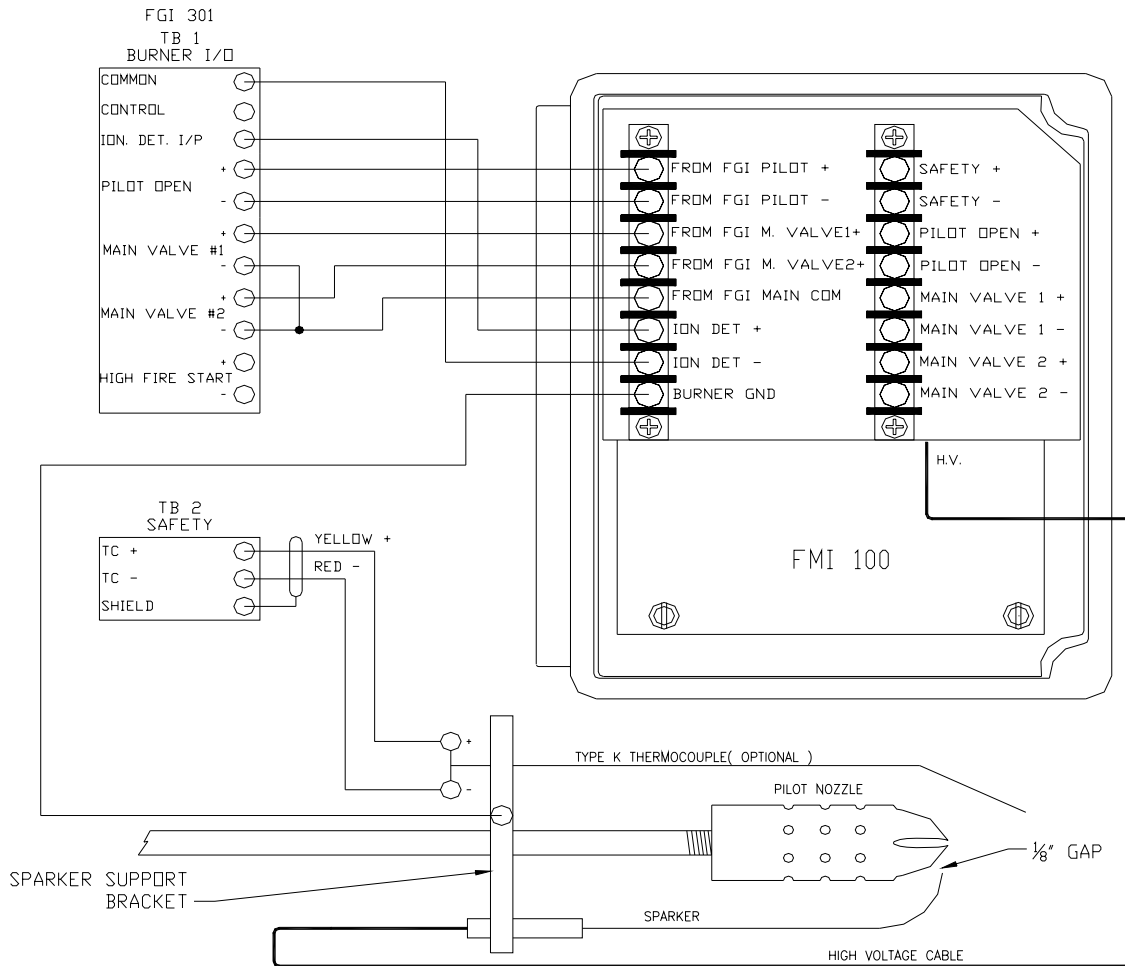 FGI 301
TB 1
BURNER I/O
COMMON
CONTROL
ION. DET. I/P
+
PILOT OPEN
-
+
MAIN VALVE #1
-
+
MAIN VALVE #2
-
+
HIGH FIRE START
-
FROM FGI PILOT +
FROM FGI PILOT -
FROM FGI M. VALVE1+
FROM FGI M. VALVE2+
FROM FGI MAIN COM
ION DET +
ION DET -
BURNER GND
SAFETY +
SAFETY -
PILOT OPEN +
PILOT OPEN -
MAIN VALVE 1 +
MAIN VALVE 1 -
MAIN VALVE 2 +
MAIN VALVE 2 -
H.V.
FMI 100
TB 2
SAFETY
TC +
TC -
SHIELD
YELLOW +
RED -
+
-
TYPE K THERMOCOUPLE( OPTIONAL )
PILOT NOZZLE
⅛" GAP
SPARKER SUPPORT
BRACKET
SPARKER
HIGH VOLTAGE CABLE